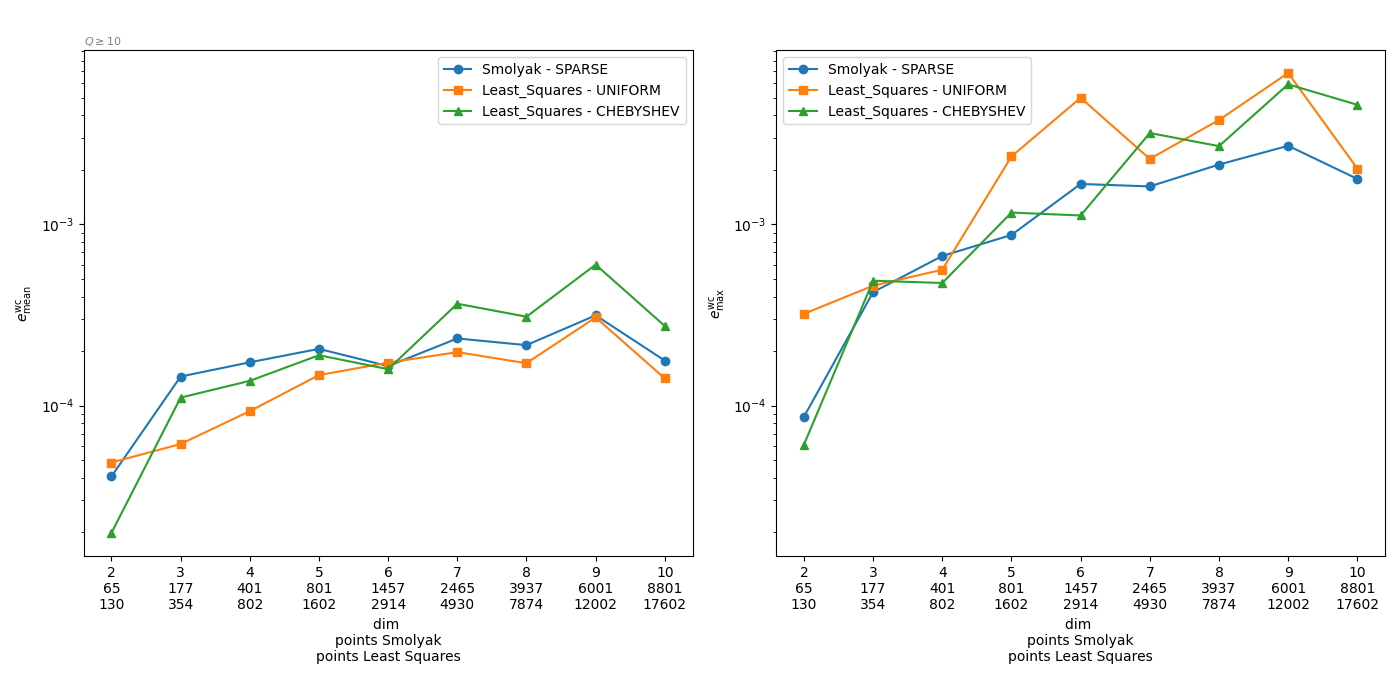 Q ≥ 10
Smolyak - SPARSE
Least_Squares - UNIFORM
Least_Squares - CHEBYSHEV
10⁻³
10⁻⁴
e^wc_mean
2 3 4 5 6 7 8 9 10
65 177 401 801 1457 2465 3937 6001 8801
130 354 802 1602 2914 4930 7874 12002 17602
dim
points Smolyak
points Least Squares
Smolyak - SPARSE
Least_Squares - UNIFORM
Least_Squares - CHEBYSHEV
10⁻³
10⁻⁴
e^wc_max
2 3 4 5 6 7 8 9 10
65 177 401 801 1457 2465 3937 6001 8801
130 354 802 1602 2914 4930 7874 12002 17602
dim
points Smolyak
points Least Squares